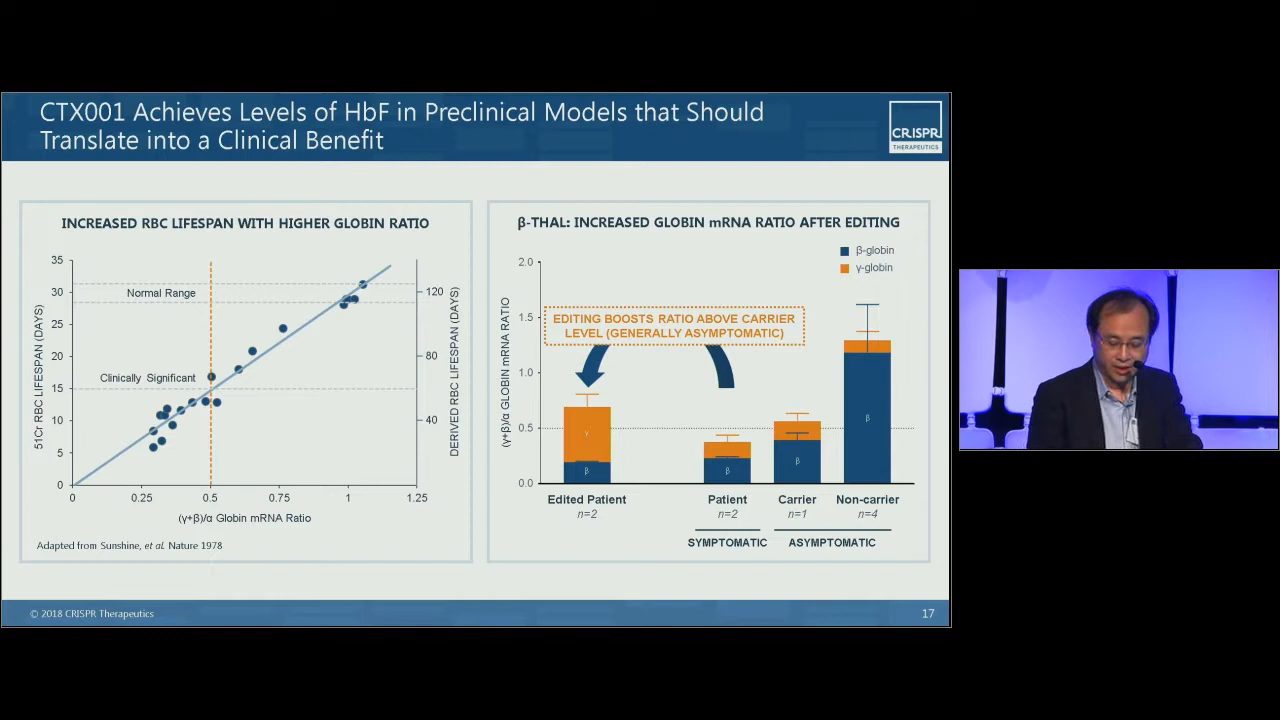 CTX001 Achieves Levels of HbF in Preclinical Models that Should
Translate into a Clinical Benefit
CRISPR
THERAPEUTICS
INCREASED RBC LIFESPAN WITH HIGHER GLOBIN RATIO
51Cr RBC LIFESPAN (DAYS)
35
30
25
20
15
10
5
0
Normal Range
Clinically Significant
120
80
40
DERIVED RBC LIFESPAN (DAYS)
0 0.25 0.5 0.75 1 1.25
(γ+β)/α Globin mRNA Ratio
Adapted from Sunshine, et al. Nature 1978
β-THAL: INCREASED GLOBIN mRNA RATIO AFTER EDITING
β-globin
γ-globin
(γ+β)/α GLOBIN mRNA RATIO
2.0
1.5
1.0
0.5
0.0
EDITING BOOSTS RATIO ABOVE CARRIER
LEVEL (GENERALLY ASYMPTOMATIC)
γ
β
β
β
β
Edited Patient Patient Carrier Non-carrier
n=2 n=2 n=1 n=4
SYMPTOMATIC ASYMPTOMATIC
© 2018 CRISPR Therapeutics
17